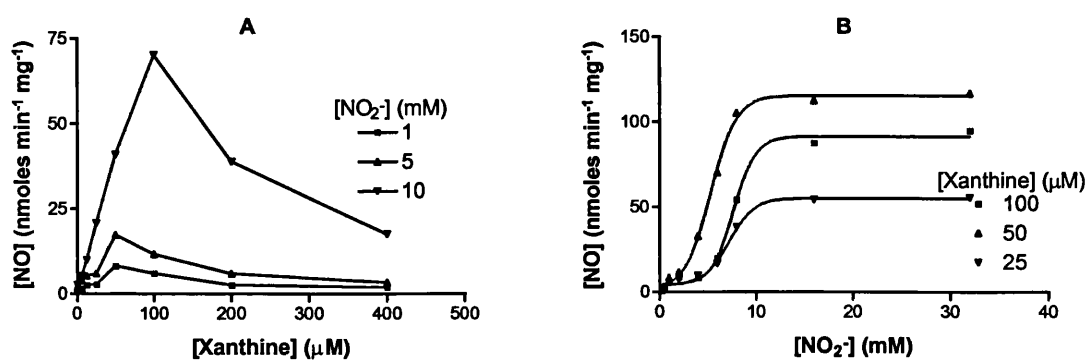 A
[NO] (nmoles min⁻¹ mg⁻¹)
75
50
25
0
0 100 200 300 400 500
[Xanthine] (μM)
[NO₂⁻] (mM)
1
5
10
B
[NO] (nmoles min⁻¹ mg⁻¹)
150
100
50
0
0 10 20 30 40
[NO₂⁻] (mM)
[Xanthine] (μM)
100
50
25